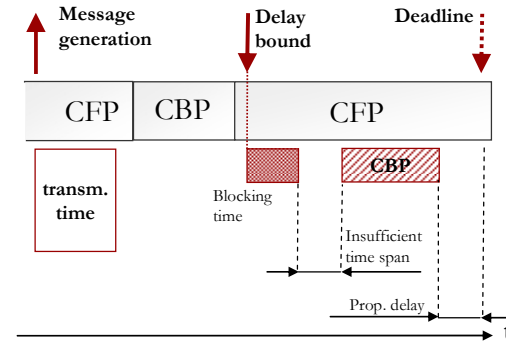 Message
generation
Delay
bound
Deadline
CFP
CBP
CFP
transm.
time
CBP
Blocking
time
Insufficient
time span
Prop. delay
t